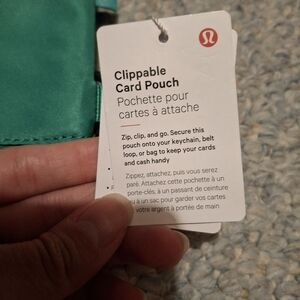 Clippable
Card Pouch
Pochette pour
cartes à attache
Zip, clip, and go. Secure this
pouch onto your keychain, belt
loop, or bag to keep your cards
and cash handy
Zippez, attachez, puis vous serez
paré. Attachez cette pochette à un
porte-clés, à un passant de ceinture
ou à un sac pour garder vos cartes
votre argent à portée de main